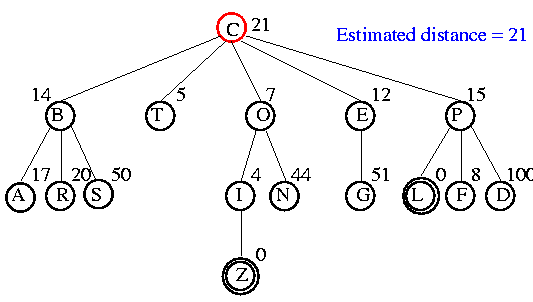 C 21
Estimated distance = 21
14 5 7 12 15
B T O E P
17 20 50 4 44 51 0 8 100
A R S I N G L F D
0
Z